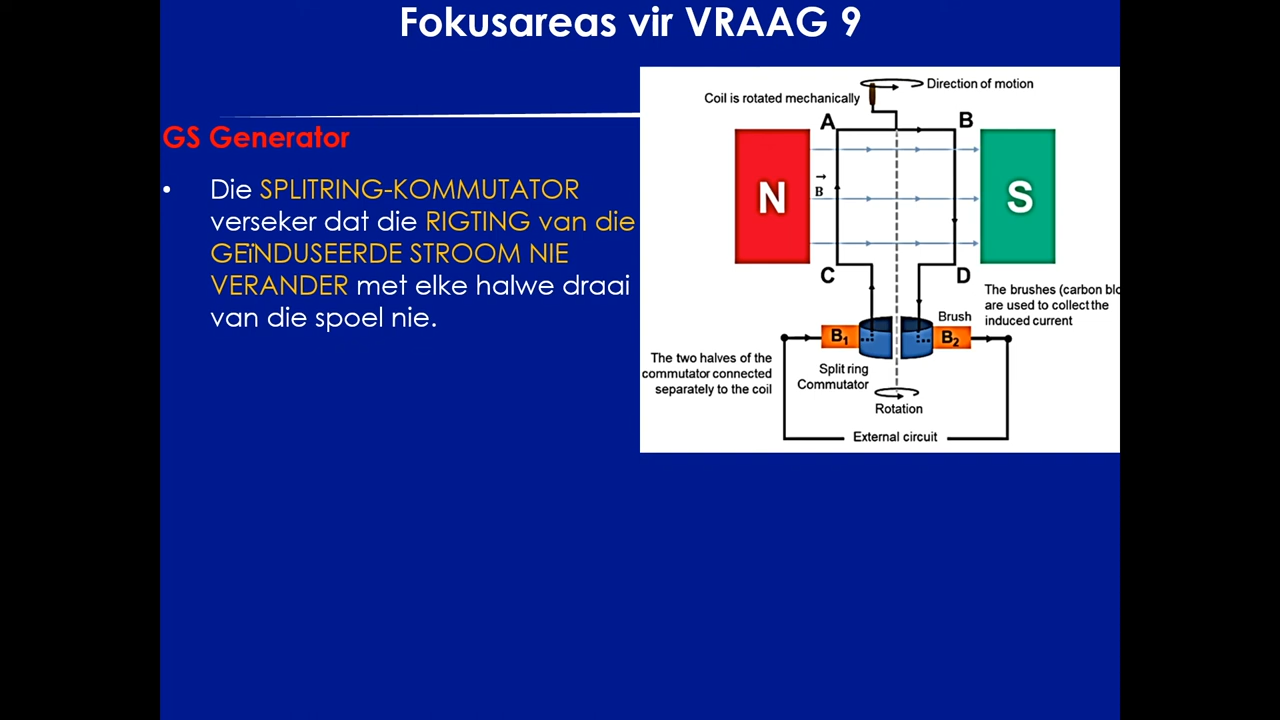 Fokusareas vir VRAAG 9
GS Generator
• Die SPLITRING-KOMMUTATOR
verseker dat die RIGTING van die
GEïNDUSEERDE STROOM NIE
VERANDER met elke halwe draai
van die spoel nie.
Direction of motion
Coil is rotated mechanically
A
B
N
B
S
C
D
The brushes (carbon blo
are used to collect the
induced current
Brush
B₁
B₂
The two halves of the
commutator connected
separately to the coil
Split ring
Commutator
Rotation
External circuit